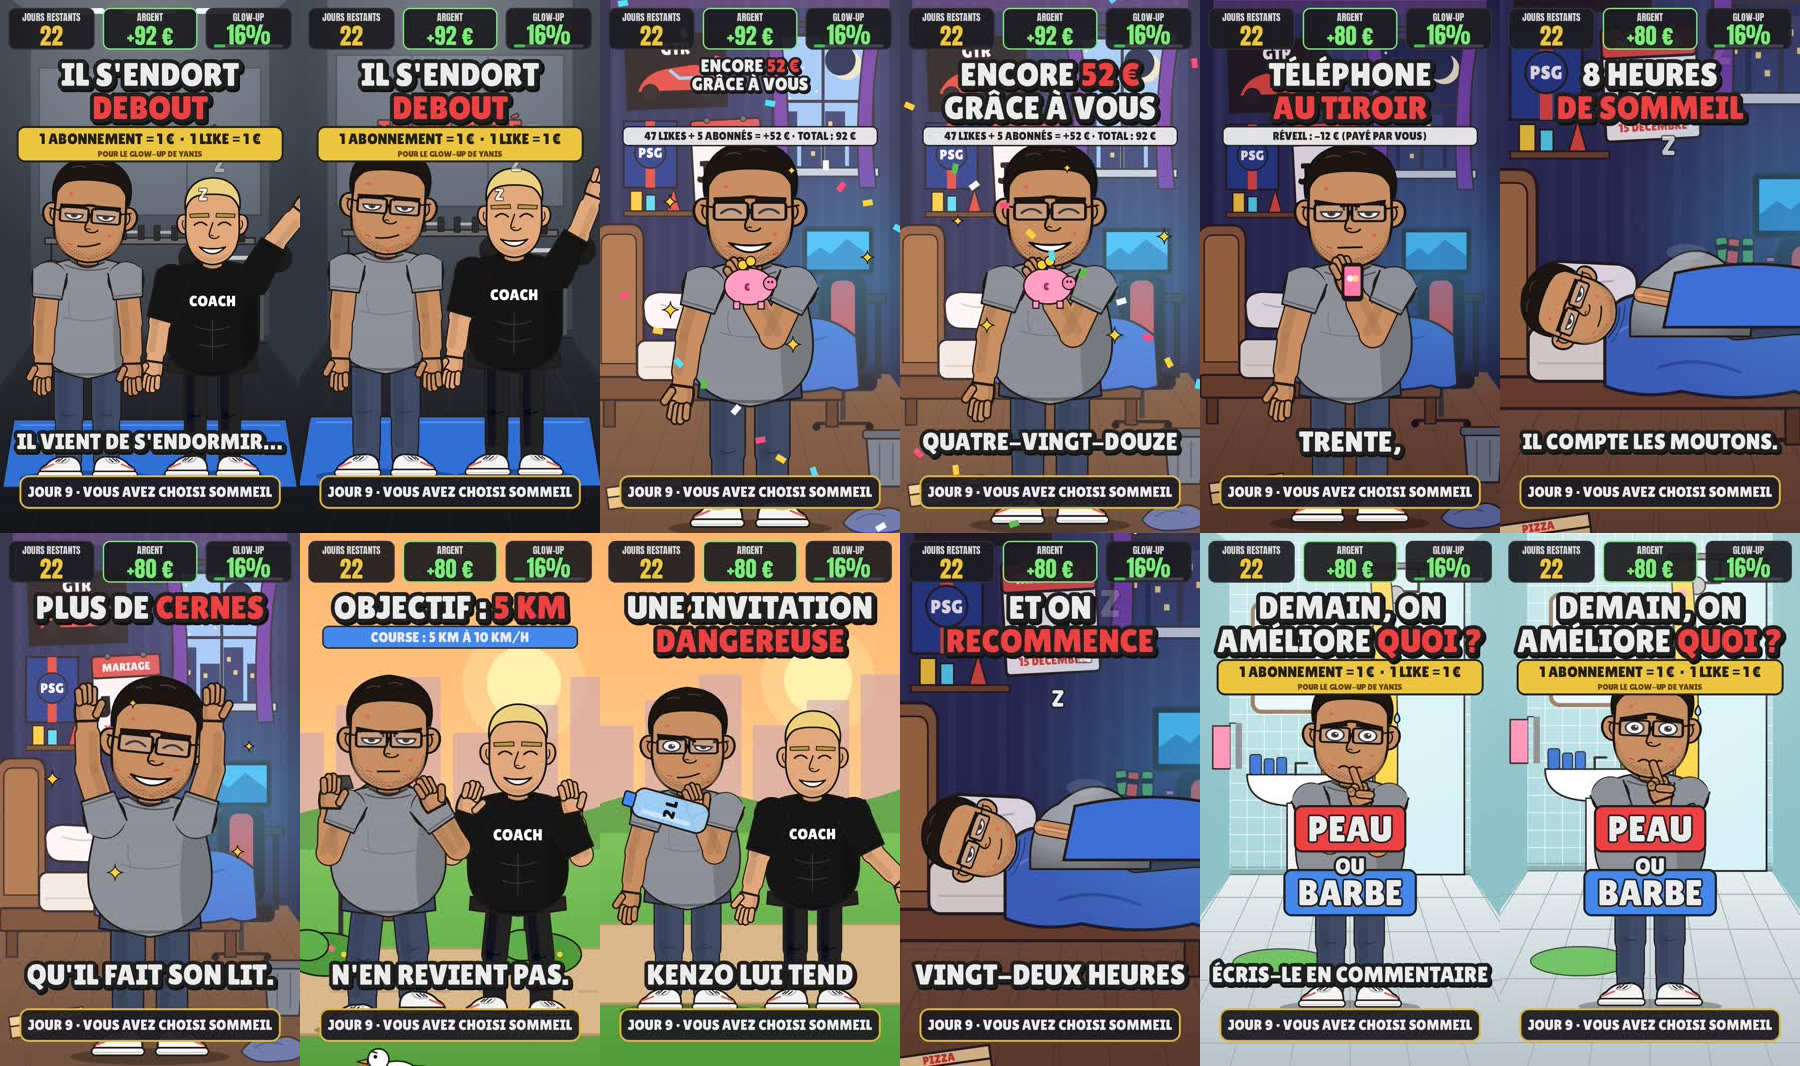 JOURS RESTANTS
22
ARGENT
+92 €
GLOW-UP
16%
IL S'ENDORT
DEBOUT
1 ABONNEMENT = 1 € · 1 LIKE = 1 €
POUR LE GLOW-UP DE YANIS
Z
Z
COACH
IL VIENT DE S'ENDORMIR...
JOUR 9 · VOUS AVEZ CHOISI SOMMEIL
JOURS RESTANTS
22
ARGENT
+92 €
GLOW-UP
16%
IL S'ENDORT
DEBOUT
1 ABONNEMENT = 1 € · 1 LIKE = 1 €
POUR LE GLOW-UP DE YANIS
Z
Z
COACH
JOUR 9 · VOUS AVEZ CHOISI SOMMEIL
JOURS RESTANTS
22
ARGENT
+92 €
GLOW-UP
16%
GTR
ENCORE 52 €
GRÂCE À VOUS
47 LIKES + 5 ABONNÉS = +52 € · TOTAL : 92 €
PSG
€
JOUR 9 · VOUS AVEZ CHOISI SOMMEIL
JOURS RESTANTS
22
ARGENT
+92 €
GLOW-UP
16%
GTR
ENCORE 52 €
GRÂCE À VOUS
47 LIKES + 5 ABONNÉS = +52 € · TOTAL : 92 €
PSG
€
QUATRE-VINGT-DOUZE
JOUR 9 · VOUS AVEZ CHOISI SOMMEIL
JOURS RESTANTS
22
ARGENT
+80 €
GLOW-UP
16%
GTR
TÉLÉPHONE
AU TIROIR
RÉVEIL : -12 € (PAYÉ PAR VOUS)
PSG
TRENTE,
JOUR 9 · VOUS AVEZ CHOISI SOMMEIL
JOURS RESTANTS
22
ARGENT
+80 €
GLOW-UP
16%
PSG
8 HEURES
DE SOMMEIL
15 DÉCEMBRE
Z
IL COMPTE LES MOUTONS.
JOUR 9 · VOUS AVEZ CHOISI SOMMEIL
PIZZA
JOURS RESTANTS
22
ARGENT
+80 €
GLOW-UP
16%
GTR
PLUS DE CERNES
MARIAGE
PSG
QU'IL FAIT SON LIT.
JOUR 9 · VOUS AVEZ CHOISI SOMMEIL
JOURS RESTANTS
22
ARGENT
+80 €
GLOW-UP
16%
OBJECTIF : 5 KM
COURSE : 5 KM À 10 KM/H
COACH
N'EN REVIENT PAS.
JOUR 9 · VOUS AVEZ CHOISI SOMMEIL
JOURS RESTANTS
22
ARGENT
+80 €
GLOW-UP
16%
UNE INVITATION
DANGEREUSE
2 L
COACH
KENZO LUI TEND
JOUR 9 · VOUS AVEZ CHOISI SOMMEIL
JOURS RESTANTS
22
ARGENT
+80 €
GLOW-UP
16%
PSG
ET ON
Z
RECOMMENCE
15 DÉCEMBRE
Z
VINGT-DEUX HEURES
JOUR 9 · VOUS AVEZ CHOISI SOMMEIL
PIZZA
JOURS RESTANTS
22
ARGENT
+80 €
GLOW-UP
16%
DEMAIN, ON
AMÉLIORE QUOI ?
1 ABONNEMENT = 1 € · 1 LIKE = 1 €
POUR LE GLOW-UP DE YANIS
PEAU
OU
BARBE
ÉCRIS-LE EN COMMENTAIRE
JOUR 9 · VOUS AVEZ CHOISI SOMMEIL
JOURS RESTANTS
22
ARGENT
+80 €
GLOW-UP
16%
DEMAIN, ON
AMÉLIORE QUOI ?
1 ABONNEMENT = 1 € · 1 LIKE = 1 €
POUR LE GLOW-UP DE YANIS
PEAU
OU
BARBE
JOUR 9 · VOUS AVEZ CHOISI SOMMEIL